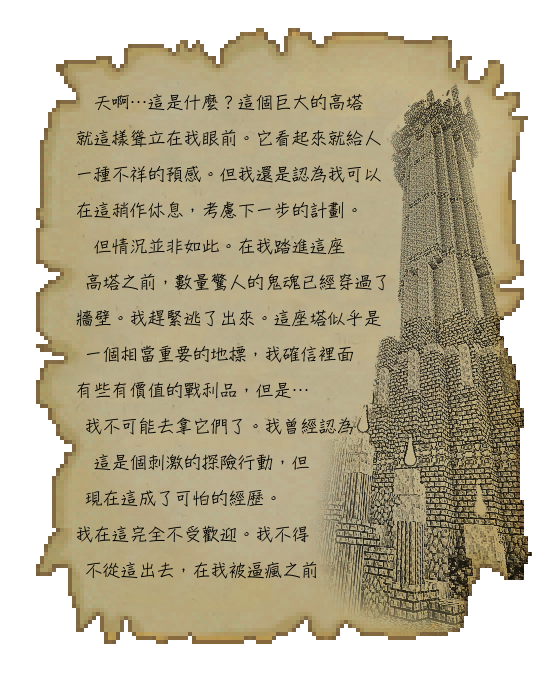 天啊…這是什麼？這個巨大的高塔
就這樣聳立在我眼前。它看起來就給人
一種不祥的預感。但我還是認為我可以
在這稍作休息，考慮下一步的計劃。
但情況並非如此。在我踏進這座
高塔之前，數量驚人的鬼魂已經穿過了
牆壁。我趕緊逃了出來。這座塔似乎是
一個相當重要的地標，我確信裡面
有些有價值的戰利品，但是…
我不可能去拿它們了。我曾經認為
這是個刺激的探險行動，但
現在這成了可怕的經歷。
我在這完全不受歡迎。我不得
不從這出去，在我被逼瘋之前